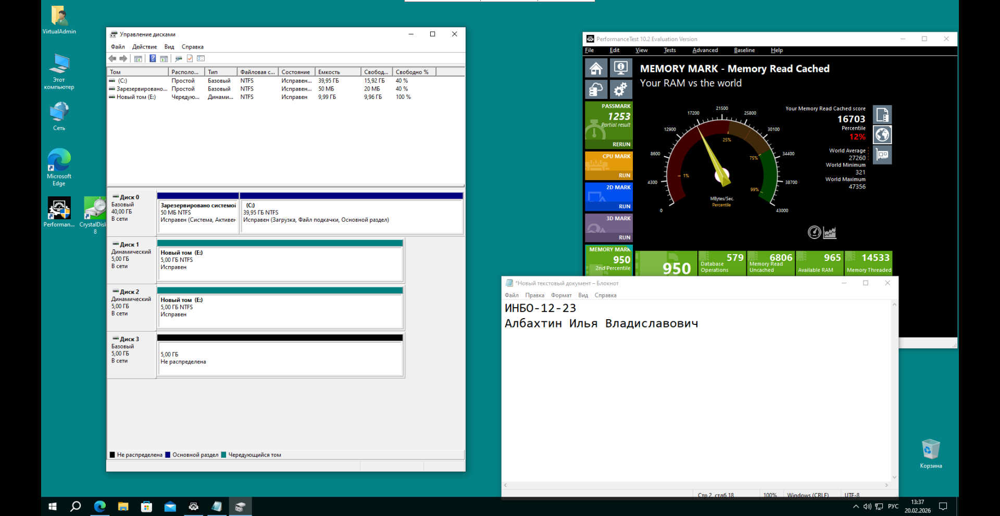 VirtualAdmin
Этот
компьютер
Сеть
Microsoft
Edge
Performan...
CrystalDisk
8
Корзина
Управление дисками
Файл Действие Вид Справка
Том Располо... Тип Файловая с... Состояние Емкость Свобод... Свободно %
(C:) Простой Базовый NTFS Исправен... 39,95 ГБ 15,92 ГБ 40 %
Зарезервировано... Простой Базовый NTFS Исправен... 50 МБ 20 МБ 40 %
Новый том (E:) Чередую... Динами... NTFS Исправен 9,99 ГБ 9,96 ГБ 100 %
Диск 0
Базовый
40,00 ГБ
В сети
Зарезервировано системой
50 МБ NTFS
Исправен (Система, Активен
(C:)
39,95 ГБ NTFS
Исправен (Загрузка, Файл подкачки, Основной раздел)
Диск 1
Динамический
5,00 ГБ
В сети
Новый том (E:)
5,00 ГБ NTFS
Исправен
Диск 2
Динамический
5,00 ГБ
В сети
Новый том (E:)
5,00 ГБ NTFS
Исправен
Диск 3
Базовый
5,00 ГБ
В сети
5,00 ГБ
Не распределена
Не распределена Основной раздел Чередующийся том
PerformanceTest 10.2 Evaluation Version
File Edit View Tests Advanced Baseline Help
MEMORY MARK - Memory Read Cached
Your RAM vs the world
PASSMARK
1253
Partial result
RERUN
CPU MARK
RUN
2D MARK
RUN
3D MARK
RUN
MEMORY MARK
950
2nd Percentile
0
4300
8600
12900
17200
21500
25800
30100
34400
38700
43000
1%
25%
75%
99%
MBytes/Sec.
Percentile
Your Memory Read Cached score
16703
Percentile
12%
World Average
27260
World Minimum
321
World Maximum
47356
950
579
Database
Operations
6806
Memory Read
Uncached
965
Available RAM
14533
Memory Threaded
*Новый текстовый документ – Блокнот
Файл Правка Формат Вид Справка
ИНБО-12-23
Албахтин Илья Владиславович
Стр 2, стлб 18 100% Windows (CRLF) UTF-8
РУС
13:37
20.02.2026